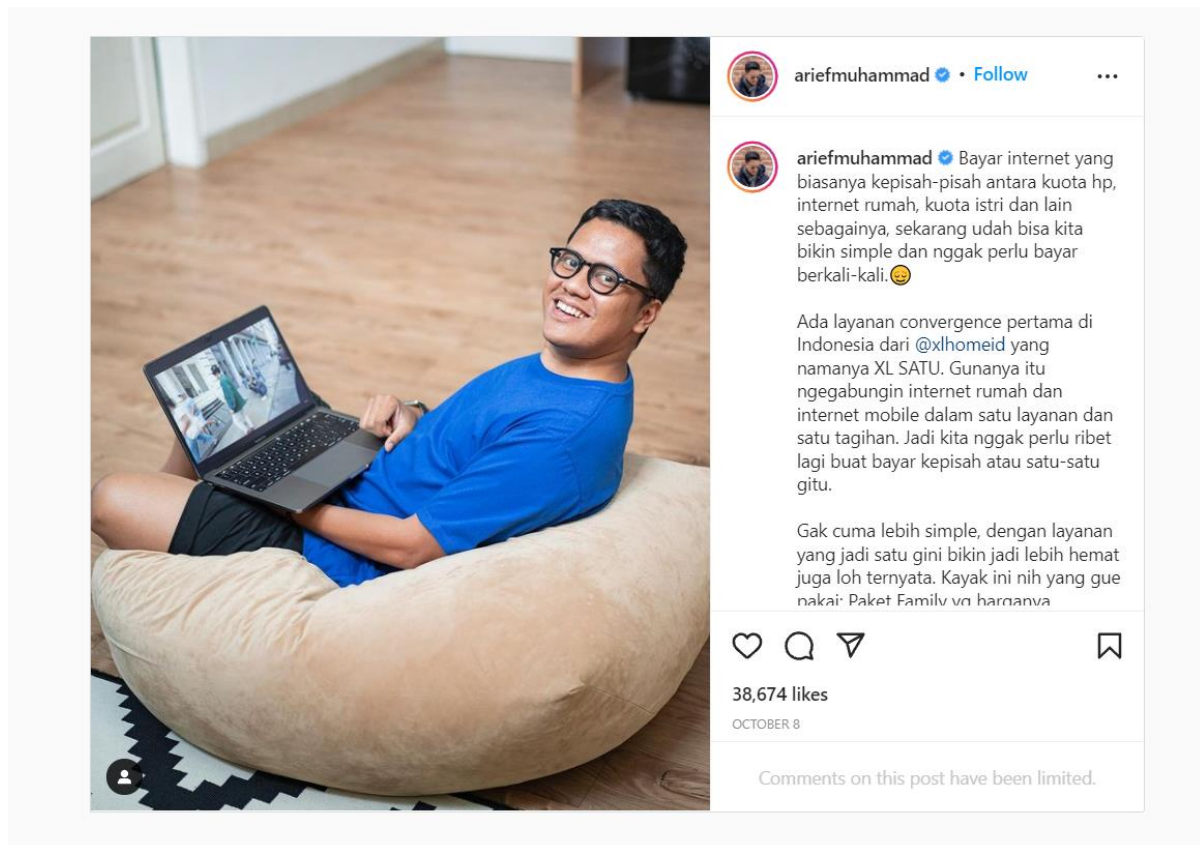 ariefmuhammad • Follow
ariefmuhammad Bayar internet yang
biasanya kepisah-pisah antara kuota hp,
internet rumah, kuota istri dan lain
sebagainya, sekarang udah bisa kita
bikin simple dan nggak perlu bayar
berkali-kali.😌
Ada layanan convergence pertama di
Indonesia dari @xlhomeid yang
namanya XL SATU. Gunanya itu
ngegabungin internet rumah dan
internet mobile dalam satu layanan dan
satu tagihan. Jadi kita nggak perlu ribet
lagi buat bayar kepisah atau satu-satu
gitu.
Gak cuma lebih simple, dengan layanan
yang jadi satu gini bikin jadi lebih hemat
juga loh ternyata. Kayak ini nih yang gue
pakai: Paket Family yg harganya
38,674 likes
OCTOBER 8
Comments on this post have been limited.